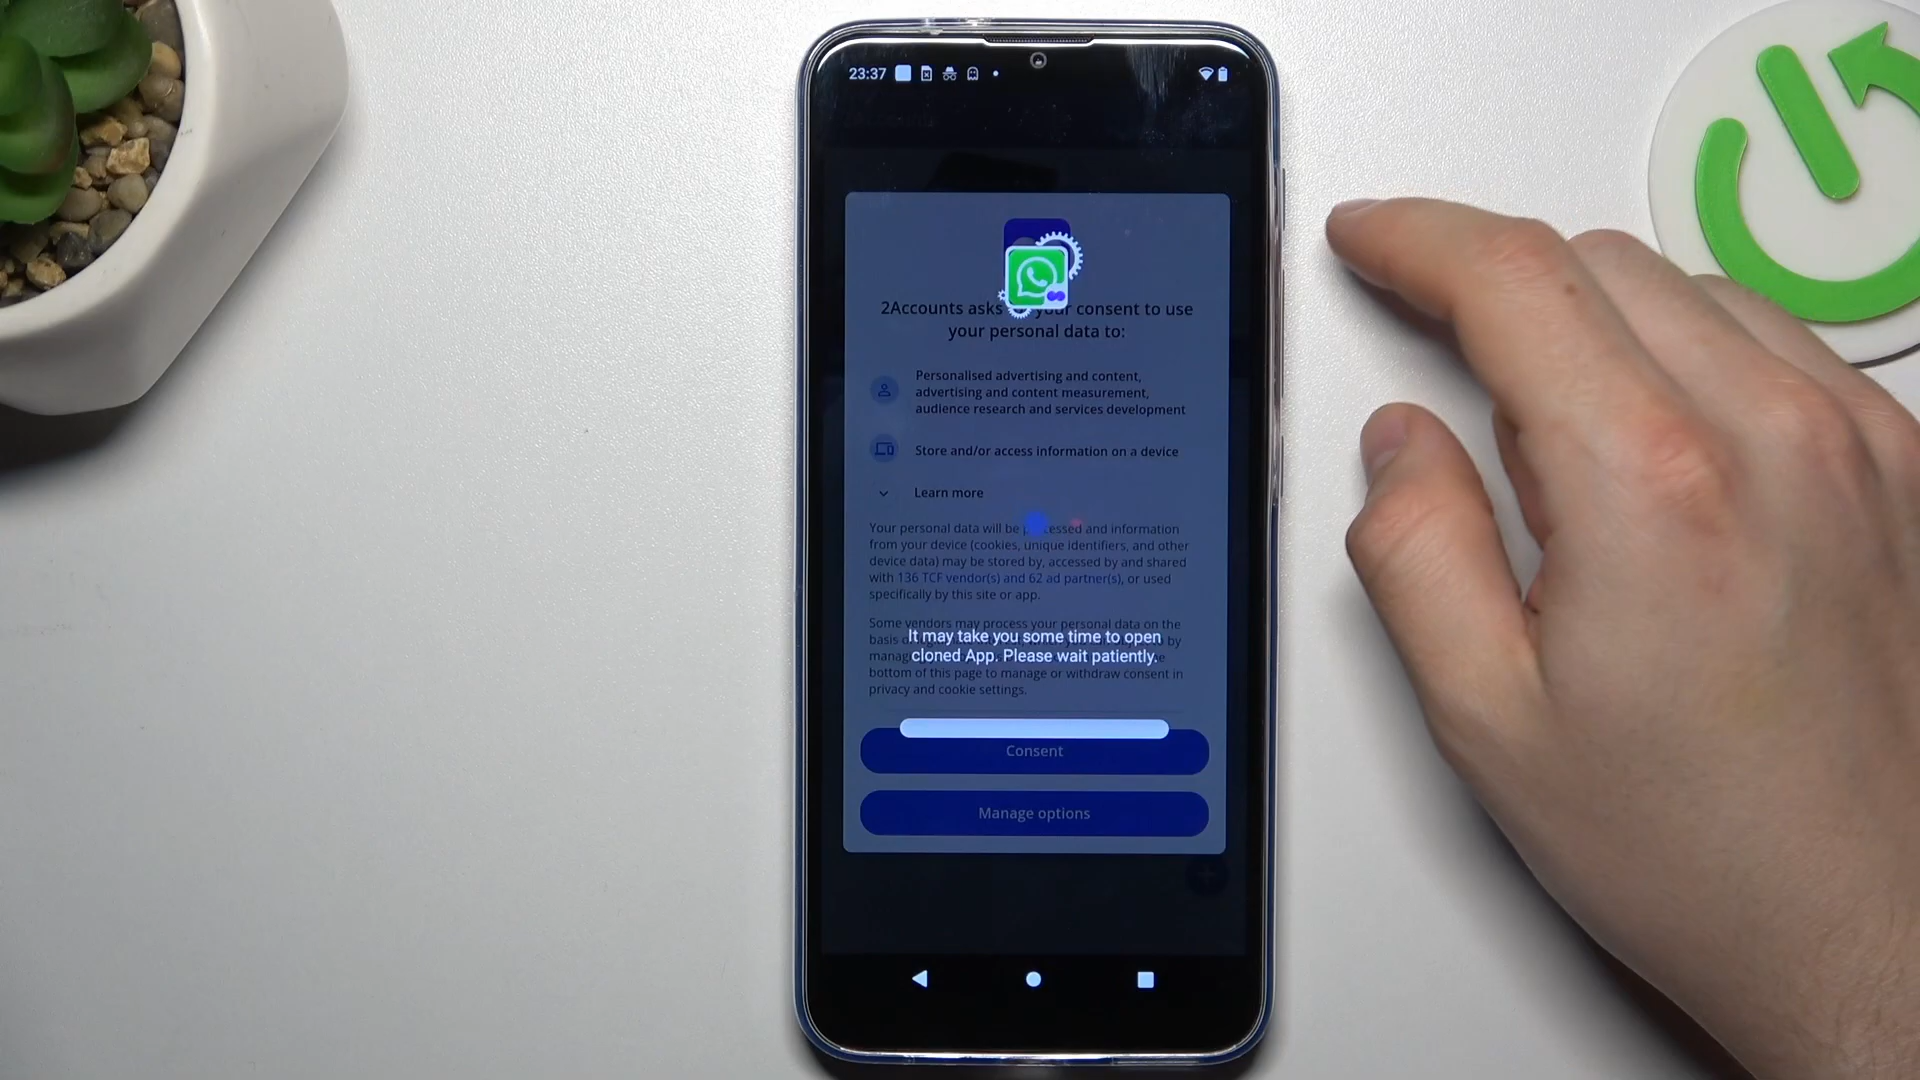 23:37
2Accounts asks your consent to use
your personal data to:
Personalised advertising and content,
advertising and content measurement,
audience research and services development
Store and/or access information on a device
Learn more
Your personal data will be and information
from your device (cookies, unique identifiers, and other
device data) may be stored by, accessed by and shared
with 136 TCF vendor(s) and 62 ad partner(s), or used
specifically by this site or app.
Some vendors may process your personal data on the
basis
It may take you some time to open
by
cloned App. Please wait patiently.
bottom of this page to manage or withdraw consent in
privacy and cookie settings.
Consent
Manage options